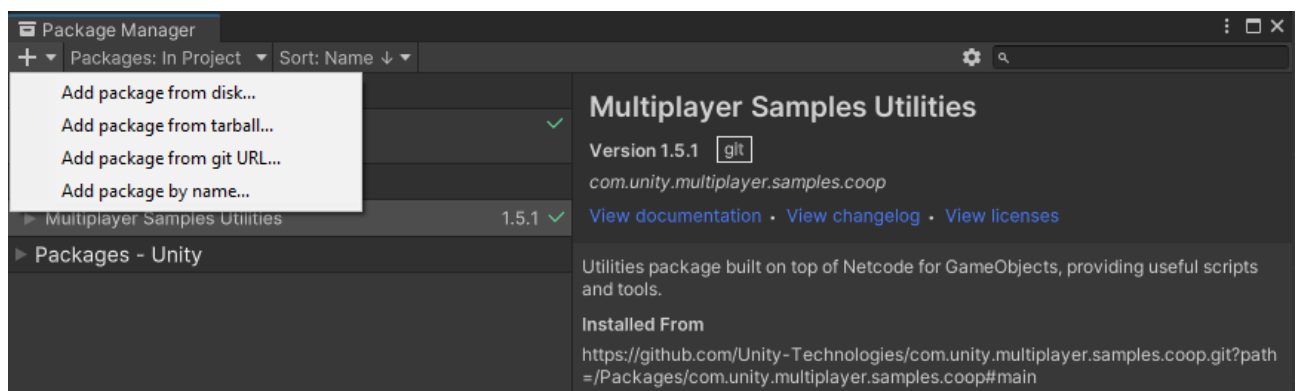 Package Manager
Packages: In Project Sort: Name ↓
Add package from disk...
Add package from tarball...
Add package from git URL...
Add package by name...
Multiplayer Samples Utilities 1.5.1
Packages - Unity
Multiplayer Samples Utilities
Version 1.5.1 git
com.unity.multiplayer.samples.coop
View documentation • View changelog • View licenses
Utilities package built on top of Netcode for GameObjects, providing useful scripts
and tools.
Installed From
https://github.com/Unity-Technologies/com.unity.multiplayer.samples.coop.git?path
=/Packages/com.unity.multiplayer.samples.coop#main